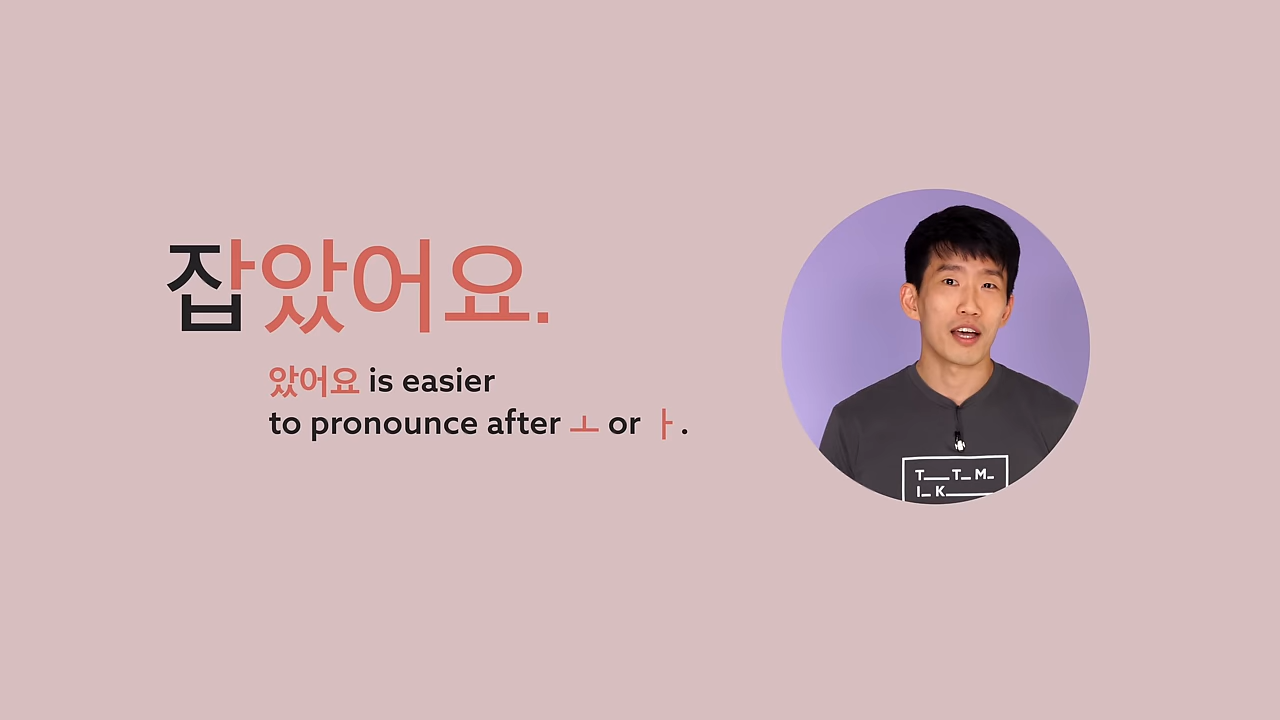 잡았어요.
았어요 is easier
to pronounce after ㅗ or ㅏ.
T__T_M_
I_K____